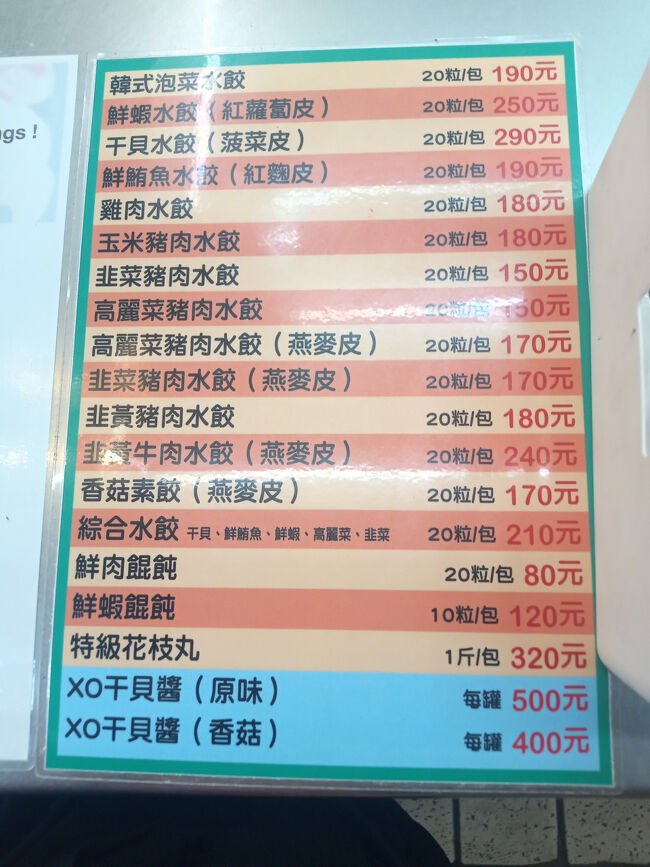 ngs !
韓式泡菜水餃 20粒/包 190元
鮮蝦水餃（紅蘿蔔皮） 20粒/包 250元
干貝水餃（菠菜皮） 20粒/包 290元
鮮鮪魚水餃（紅麴皮） 20粒/包 190元
雞肉水餃 20粒/包 180元
玉米豬肉水餃 20粒/包 180元
韭菜豬肉水餃 20粒/包 150元
高麗菜豬肉水餃 20粒/包 150元
高麗菜豬肉水餃（燕麥皮） 20粒/包 170元
韭菜豬肉水餃（燕麥皮） 20粒/包 170元
韭黃豬肉水餃 20粒/包 180元
韭黃牛肉水餃（燕麥皮） 20粒/包 240元
香菇素餃（燕麥皮） 20粒/包 170元
綜合水餃 干貝、鮮鮪魚、鮮蝦、高麗菜、韭菜 20粒/包 210元
鮮肉餛飩 20粒/包 80元
鮮蝦餛飩 10粒/包 120元
特級花枝丸 1斤/包 320元
XO干貝醬（原味） 每罐 500元
XO干貝醬（香菇） 每罐 400元